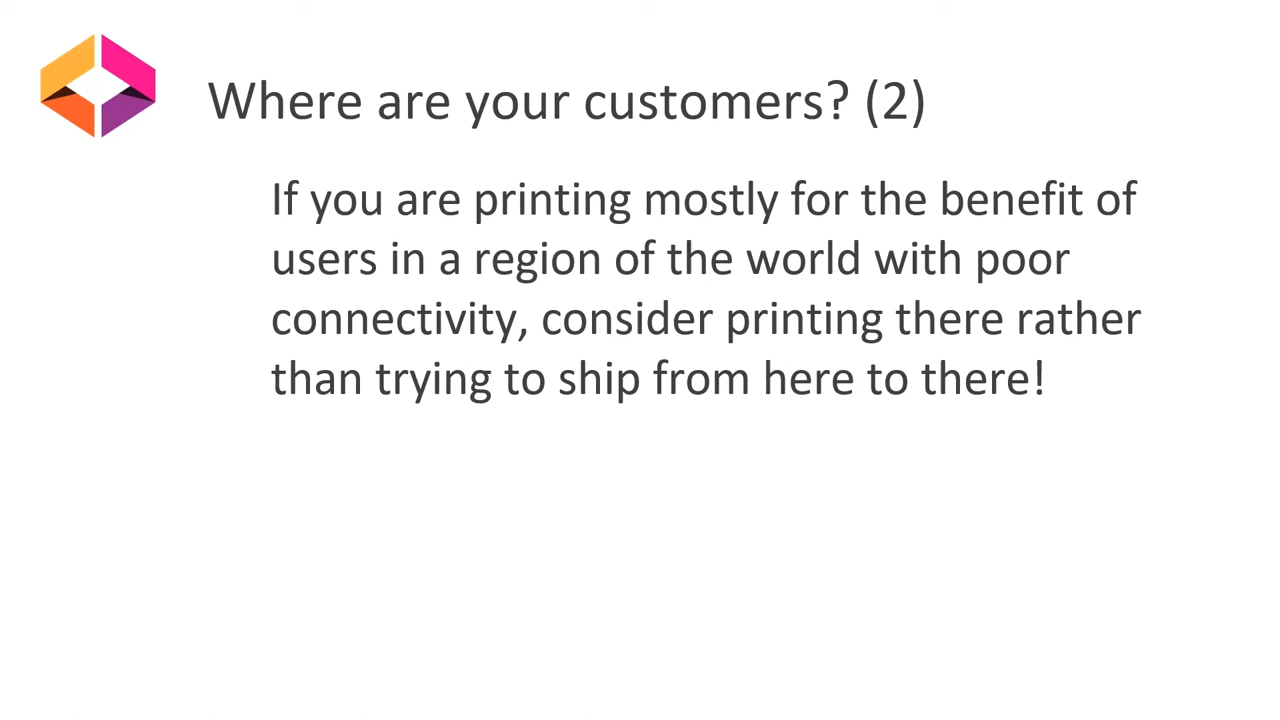 Where are your customers? (2)
If you are printing mostly for the benefit of
users in a region of the world with poor
connectivity, consider printing there rather
than trying to ship from here to there!